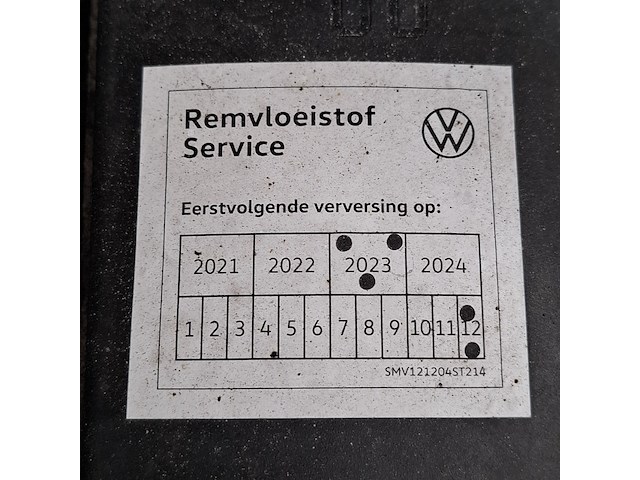 Remvloeistof
Service
Eerstvolgende verversing op:
2021 2022 2023 2024
1 2 3 4 5 6 7 8 9 10 11 12
SMV121204ST214